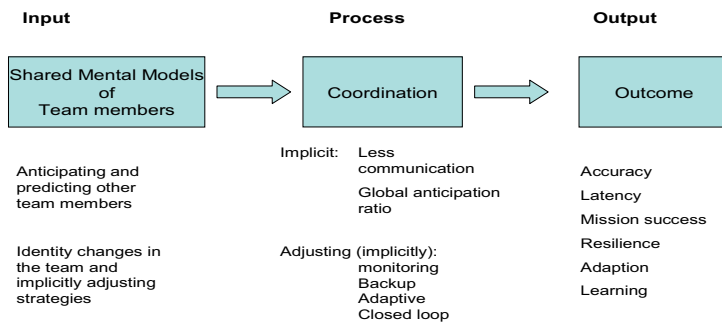 Input
Process
Output
Shared Mental Models
of
Team members
Coordination
Outcome
Anticipating and
predicting other
team members
Identity changes in
the team and
implicitly adjusting
strategies
Implicit: Less
communication
Global anticipation
ratio
Adjusting (implicitly):
monitoring
Backup
Adaptive
Closed loop
Accuracy
Latency
Mission success
Resilience
Adaption
Learning